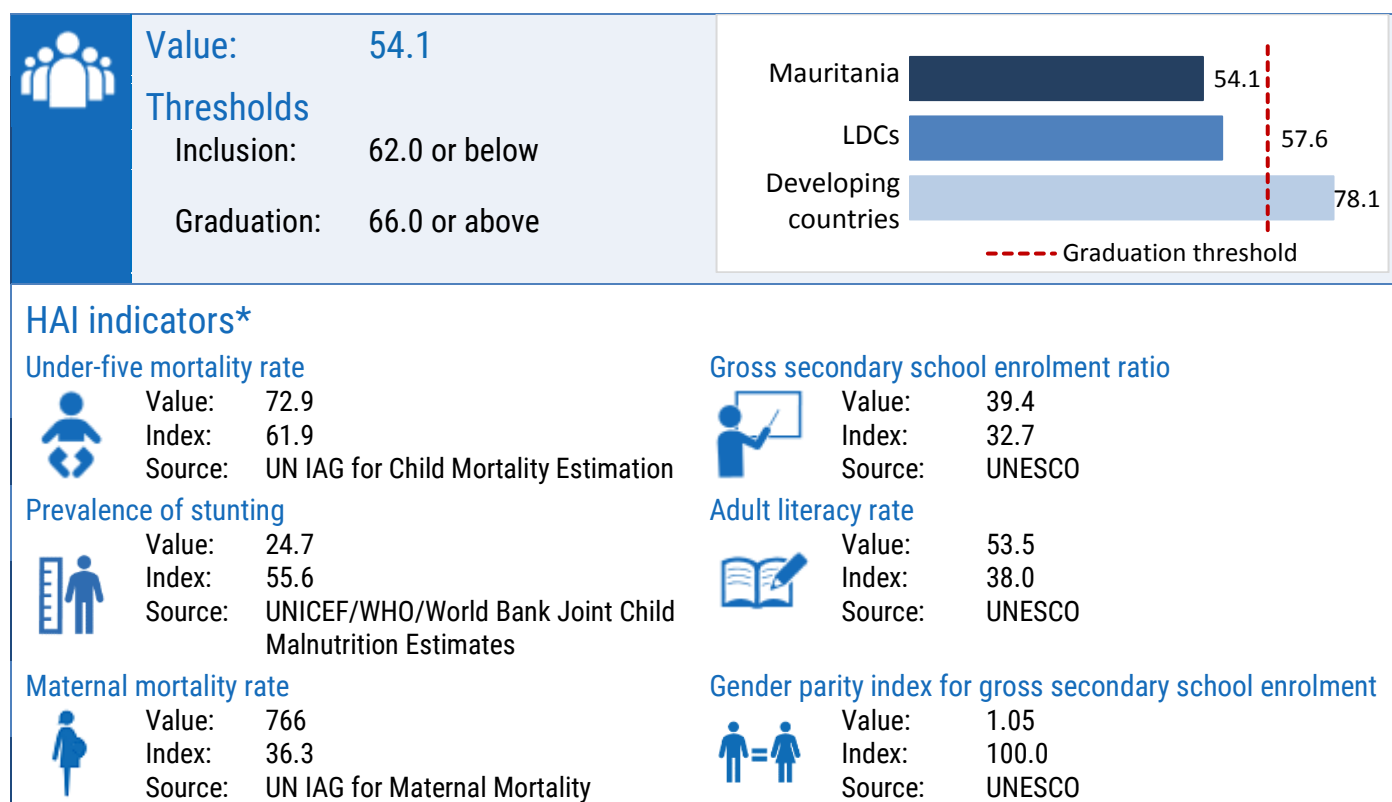 Value: 54.1
Thresholds
Inclusion: 62.0 or below
Graduation: 66.0 or above
Mauritania 54.1
LDCs 57.6
Developing
countries 78.1
Graduation threshold
HAI indicators*
Under-five mortality rate
Value: 72.9
Index: 61.9
Source: UN IAG for Child Mortality Estimation
Prevalence of stunting
Value: 24.7
Index: 55.6
Source: UNICEF/WHO/World Bank Joint Child
Malnutrition Estimates
Maternal mortality rate
Value: 766
Index: 36.3
Source: UN IAG for Maternal Mortality
Gross secondary school enrolment ratio
Value: 39.4
Index: 32.7
Source: UNESCO
Adult literacy rate
Value: 53.5
Index: 38.0
Source: UNESCO
Gender parity index for gross secondary school enrolment
Value: 1.05
Index: 100.0
Source: UNESCO